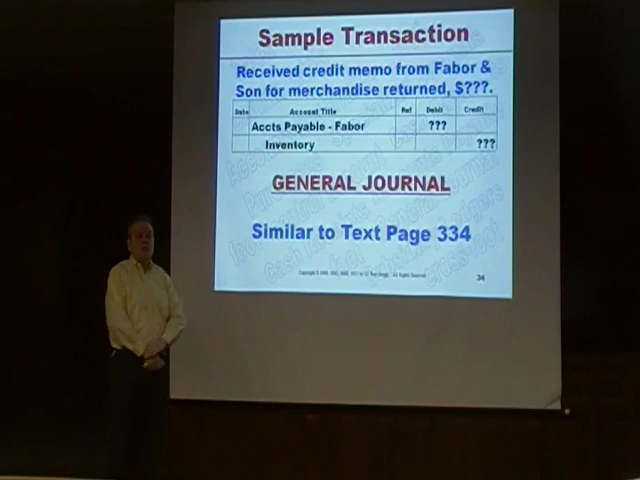 Sample Transaction
Received credit memo from Fabor &
Son for merchandise returned, $???.
Date Account Title Ref Debit Credit
Accts Payable - Fabor ???
Inventory ???
GENERAL JOURNAL
Similar to Text Page 334
34